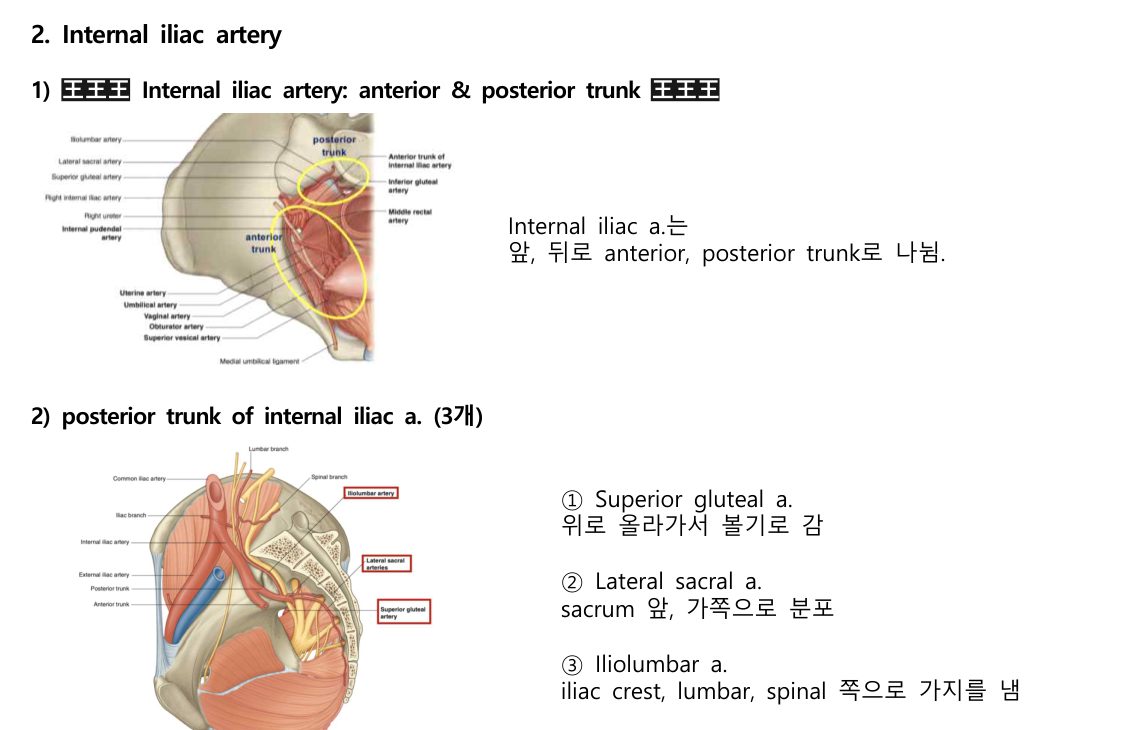 2. Internal iliac artery
1) 王王王 Internal iliac artery: anterior & posterior trunk 王王王
Iliolumbar artery
Lateral sacral artery
Superior gluteal artery
Right internal iliac artery
Right ureter
Internal pudendal
artery
posterior
trunk
Anterior trunk of
internal iliac artery
Inferior gluteal
artery
Middle rectal
artery
anterior
trunk
Uterine artery
Umbilical artery
Vaginal artery
Obturator artery
Superior vesical artery
Medial umbilical ligament
Internal iliac a.는
앞, 뒤로 anterior, posterior trunk로 나뉨.
2) posterior trunk of internal iliac a. (3개)
Lumbar branch
Common iliac artery
Spinal branch
Iliolumbar artery
Iliac branch
Internal iliac artery
Lateral sacral
arteries
External iliac artery
Posterior trunk
Anterior trunk
Superior gluteal
artery
① Superior gluteal a.
위로 올라가서 볼기로 감
② Lateral sacral a.
sacrum 앞, 가쪽으로 분포
③ Iliolumbar a.
iliac crest, lumbar, spinal 쪽으로 가지를 냄